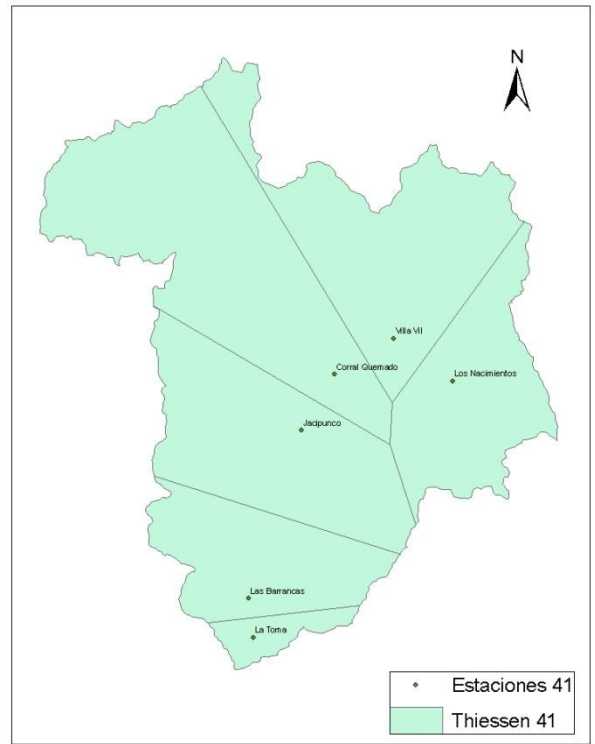 N
Villa Vil
Corral Quemado
Los Nacimientos
Jacipunco
Las Barrancas
La Toma
Estaciones 41
Thiessen 41